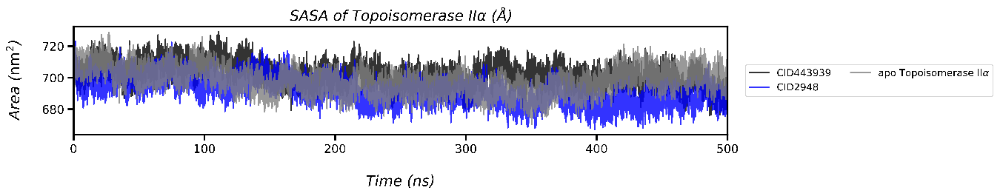 SASA of Topoisomerase IIα (Å)
Area (nm²)
720
700
680
0 100 200 300 400 500
Time (ns)
CID443939 apo Topoisomerase IIα
CID2948